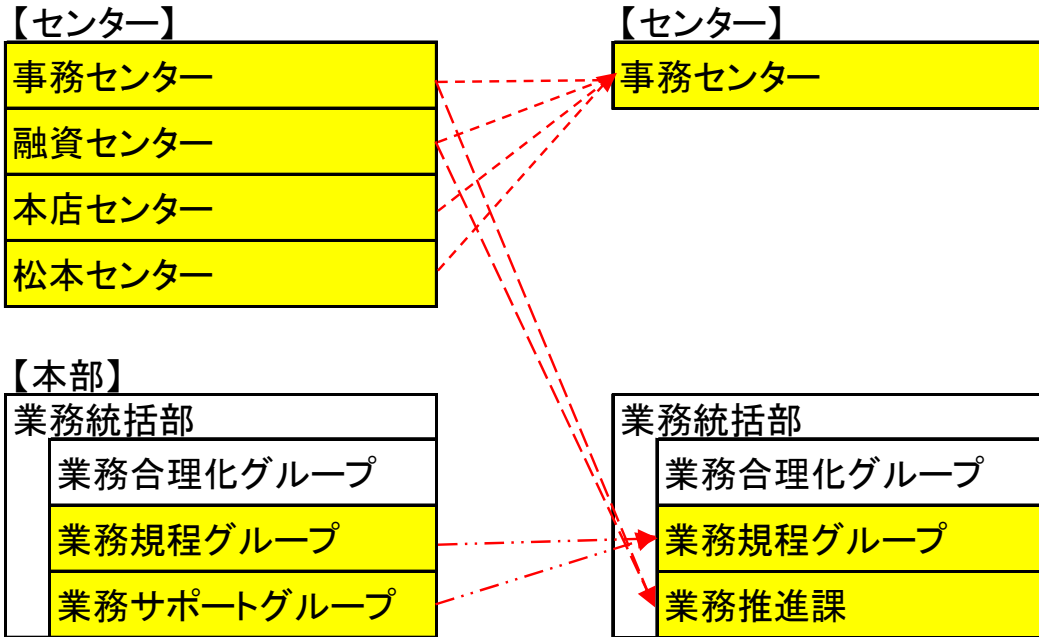 【センター】
事務センター
融資センター
本店センター
松本センター
【本部】
業務統括部
業務合理化グループ
業務規程グループ
業務サポートグループ
【センター】
事務センター
業務統括部
業務合理化グループ
業務規程グループ
業務推進課